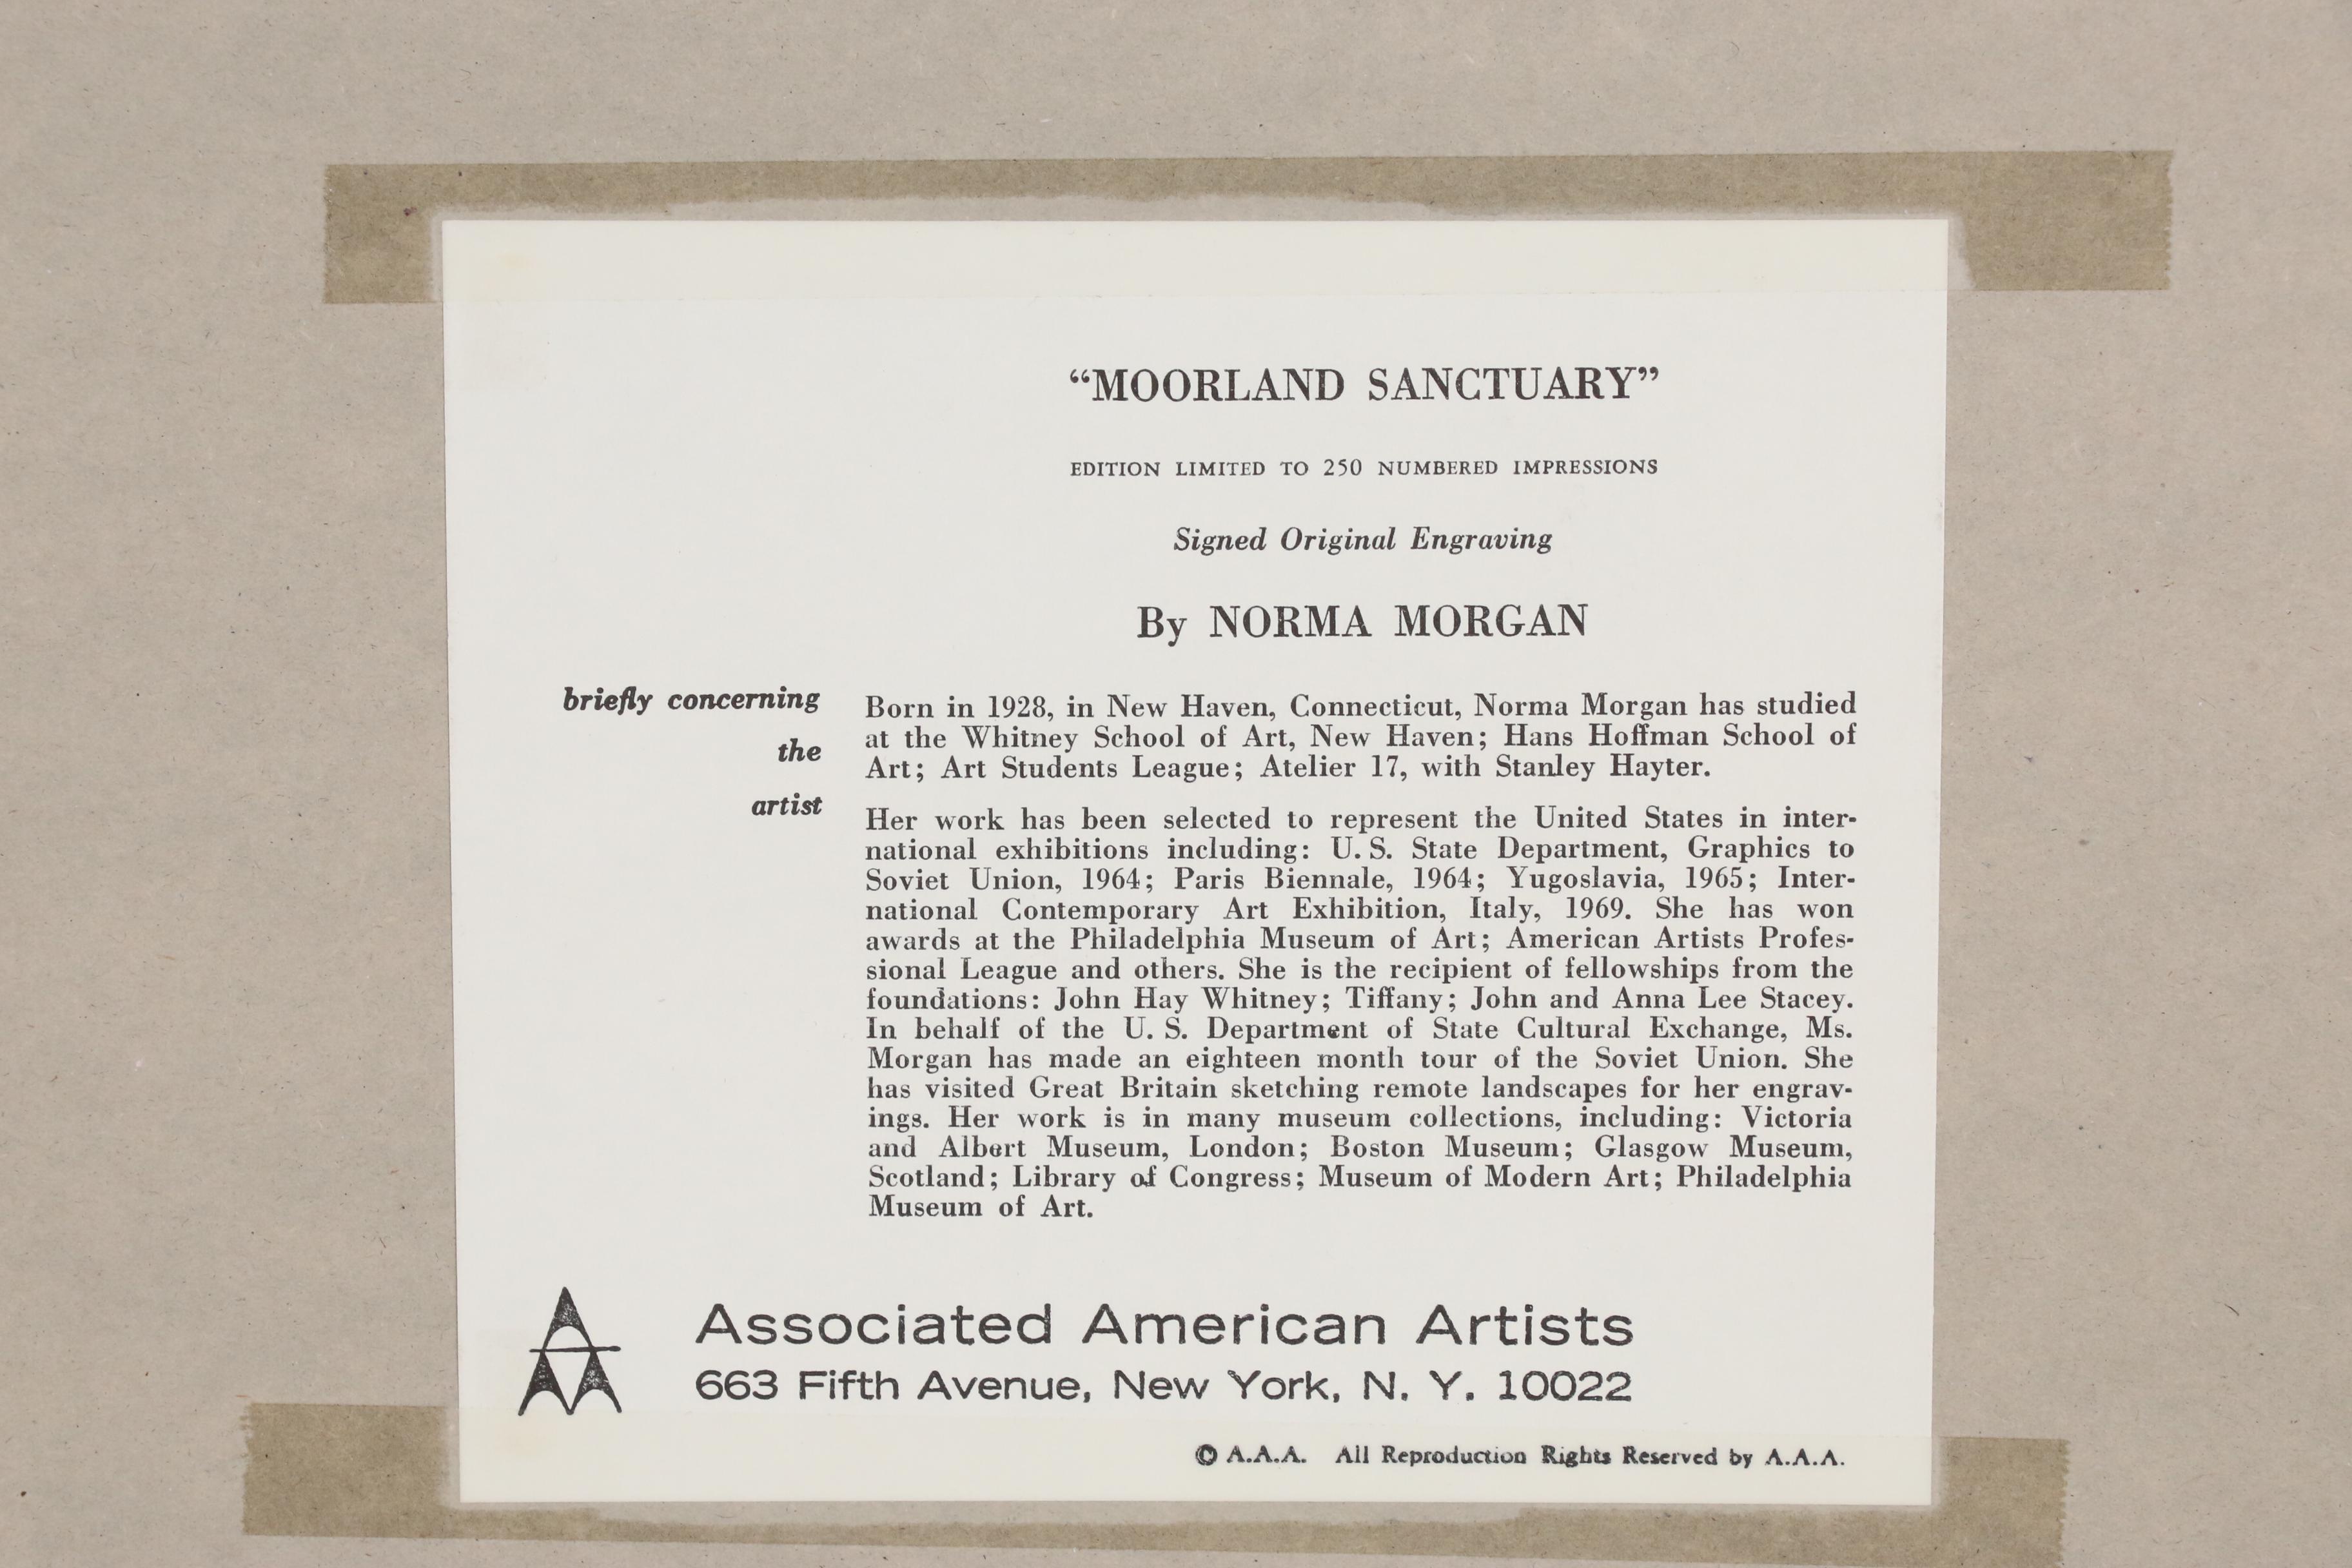 “MOORLAND SANCTUARY”
EDITION LIMITED TO 250 NUMBERED IMPRESSIONS
Signed Original Engraving
By NORMA MORGAN
briefly concerning
the
artist
Born in 1928, in New Haven, Connecticut, Norma Morgan has studied
at the Whitney School of Art, New Haven; Hans Hoffman School of
Art; Art Students League; Atelier 17, with Stanley Hayter.
Her work has been selected to represent the United States in inter-
national exhibitions including: U. S. State Department, Graphics to
Soviet Union, 1964; Paris Biennale, 1964; Yugoslavia, 1965; Inter-
national Contemporary Art Exhibition, Italy, 1969. She has won
awards at the Philadelphia Museum of Art; American Artists Profes-
sional League and others. She is the recipient of fellowships from the
foundations: John Hay Whitney; Tiffany; John and Anna Lee Stacey.
In behalf of the U. S. Department of State Cultural Exchange, Ms.
Morgan has made an eighteen month tour of the Soviet Union. She
has visited Great Britain sketching remote landscapes for her engrav-
ings. Her work is in many museum collections, including: Victoria
and Albert Museum, London; Boston Museum; Glasgow Museum,
Scotland; Library of Congress; Museum of Modern Art; Philadelphia
Museum of Art.
Associated American Artists
663 Fifth Avenue, New York, N. Y. 10022
© A.A.A. All Reproduction Rights Reserved by A.A.A.